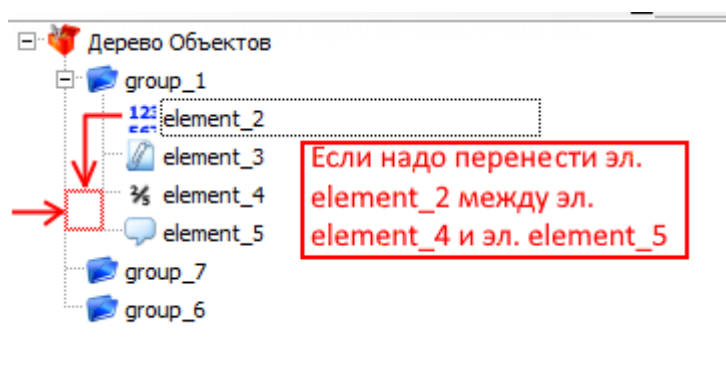 Дерево Объектов
group_1
element_2
element_3
element_4
element_5
group_7
group_6
Если надо перенести эл.
element_2 между эл.
element_4 и эл. element_5